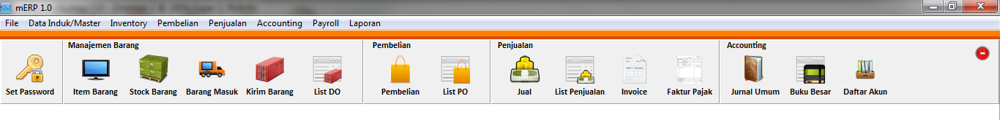 mERP 1.0
File Data Induk/Master Inventory Pembelian Penjualan Accounting Payroll Laporan
Manajemen Barang Pembelian Penjualan Accounting
Set Password Item Barang Stock Barang Barang Masuk Kirim Barang List DO Pembelian List PO Jual List Penjualan Invoice Faktur Pajak Jurnal Umum Buku Besar Daftar Akun